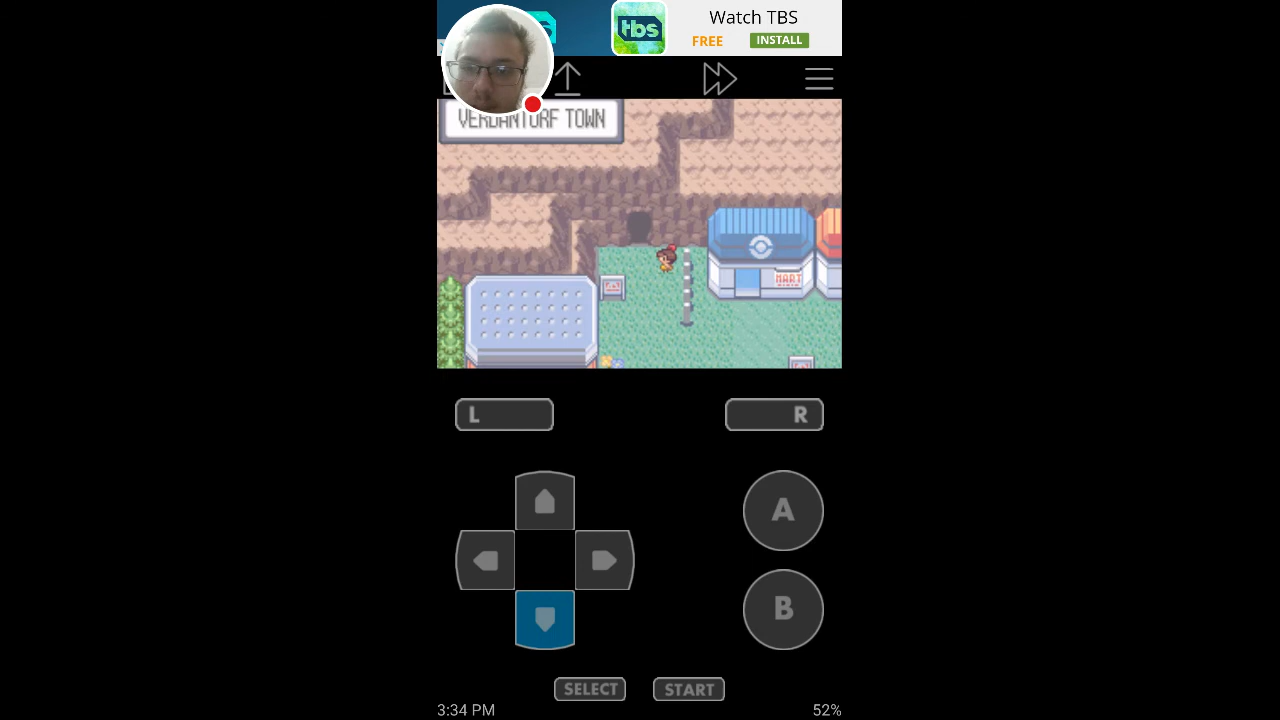 Watch TBS
tbs
FREE
INSTALL
VERDANTURF TOWN
MART
L
R
A
B
SELECT
START
3:34 PM
52%